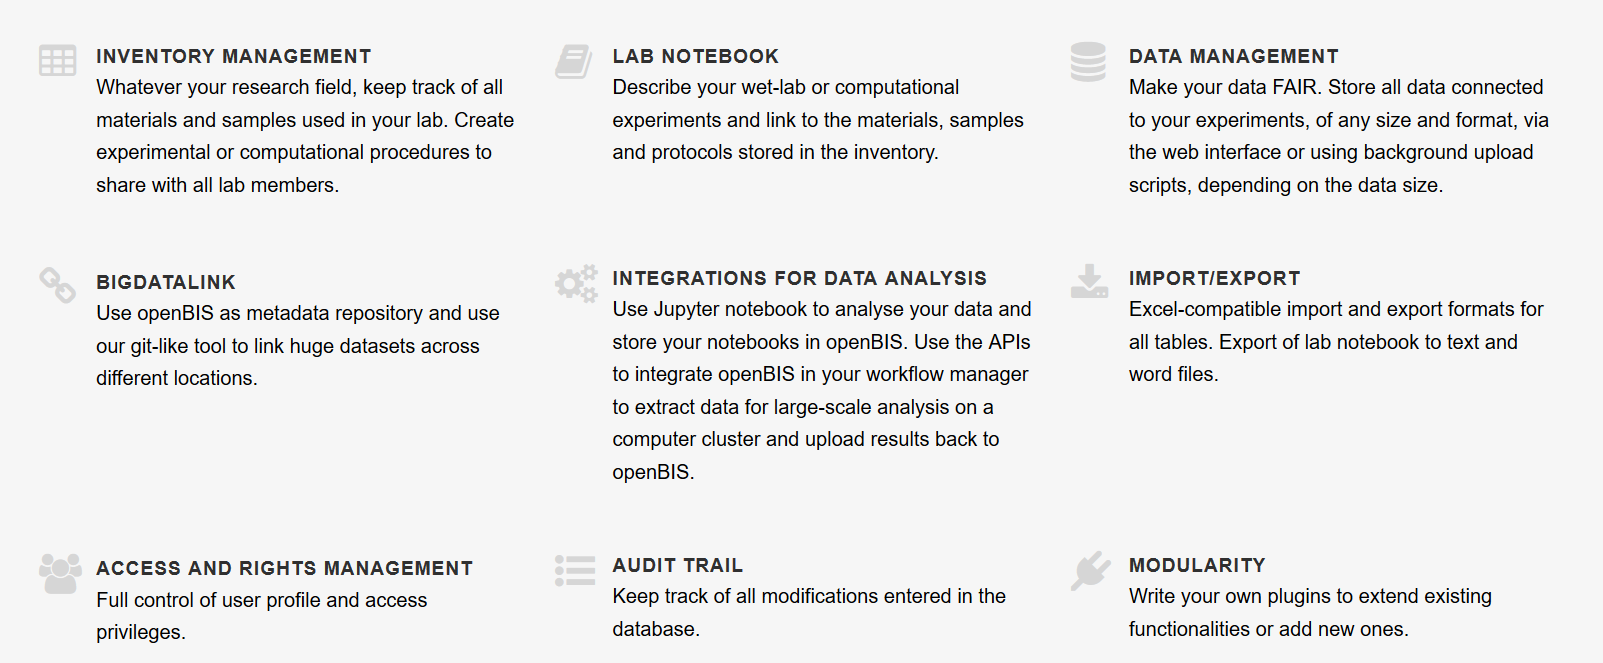 INVENTORY MANAGEMENT
Whatever your research field, keep track of all
materials and samples used in your lab. Create
experimental or computational procedures to
share with all lab members.
LAB NOTEBOOK
Describe your wet-lab or computational
experiments and link to the materials, samples
and protocols stored in the inventory.
DATA MANAGEMENT
Make your data FAIR. Store all data connected
to your experiments, of any size and format, via
the web interface or using background upload
scripts, depending on the data size.
BIGDATALINK
Use openBIS as metadata repository and use
our git-like tool to link huge datasets across
different locations.
INTEGRATIONS FOR DATA ANALYSIS
Use Jupyter notebook to analyse your data and
store your notebooks in openBIS. Use the APIs
to integrate openBIS in your workflow manager
to extract data for large-scale analysis on a
computer cluster and upload results back to
openBIS.
IMPORT/EXPORT
Excel-compatible import and export formats for
all tables. Export of lab notebook to text and
word files.
ACCESS AND RIGHTS MANAGEMENT
Full control of user profile and access
privileges.
AUDIT TRAIL
Keep track of all modifications entered in the
database.
MODULARITY
Write your own plugins to extend existing
functionalities or add new ones.